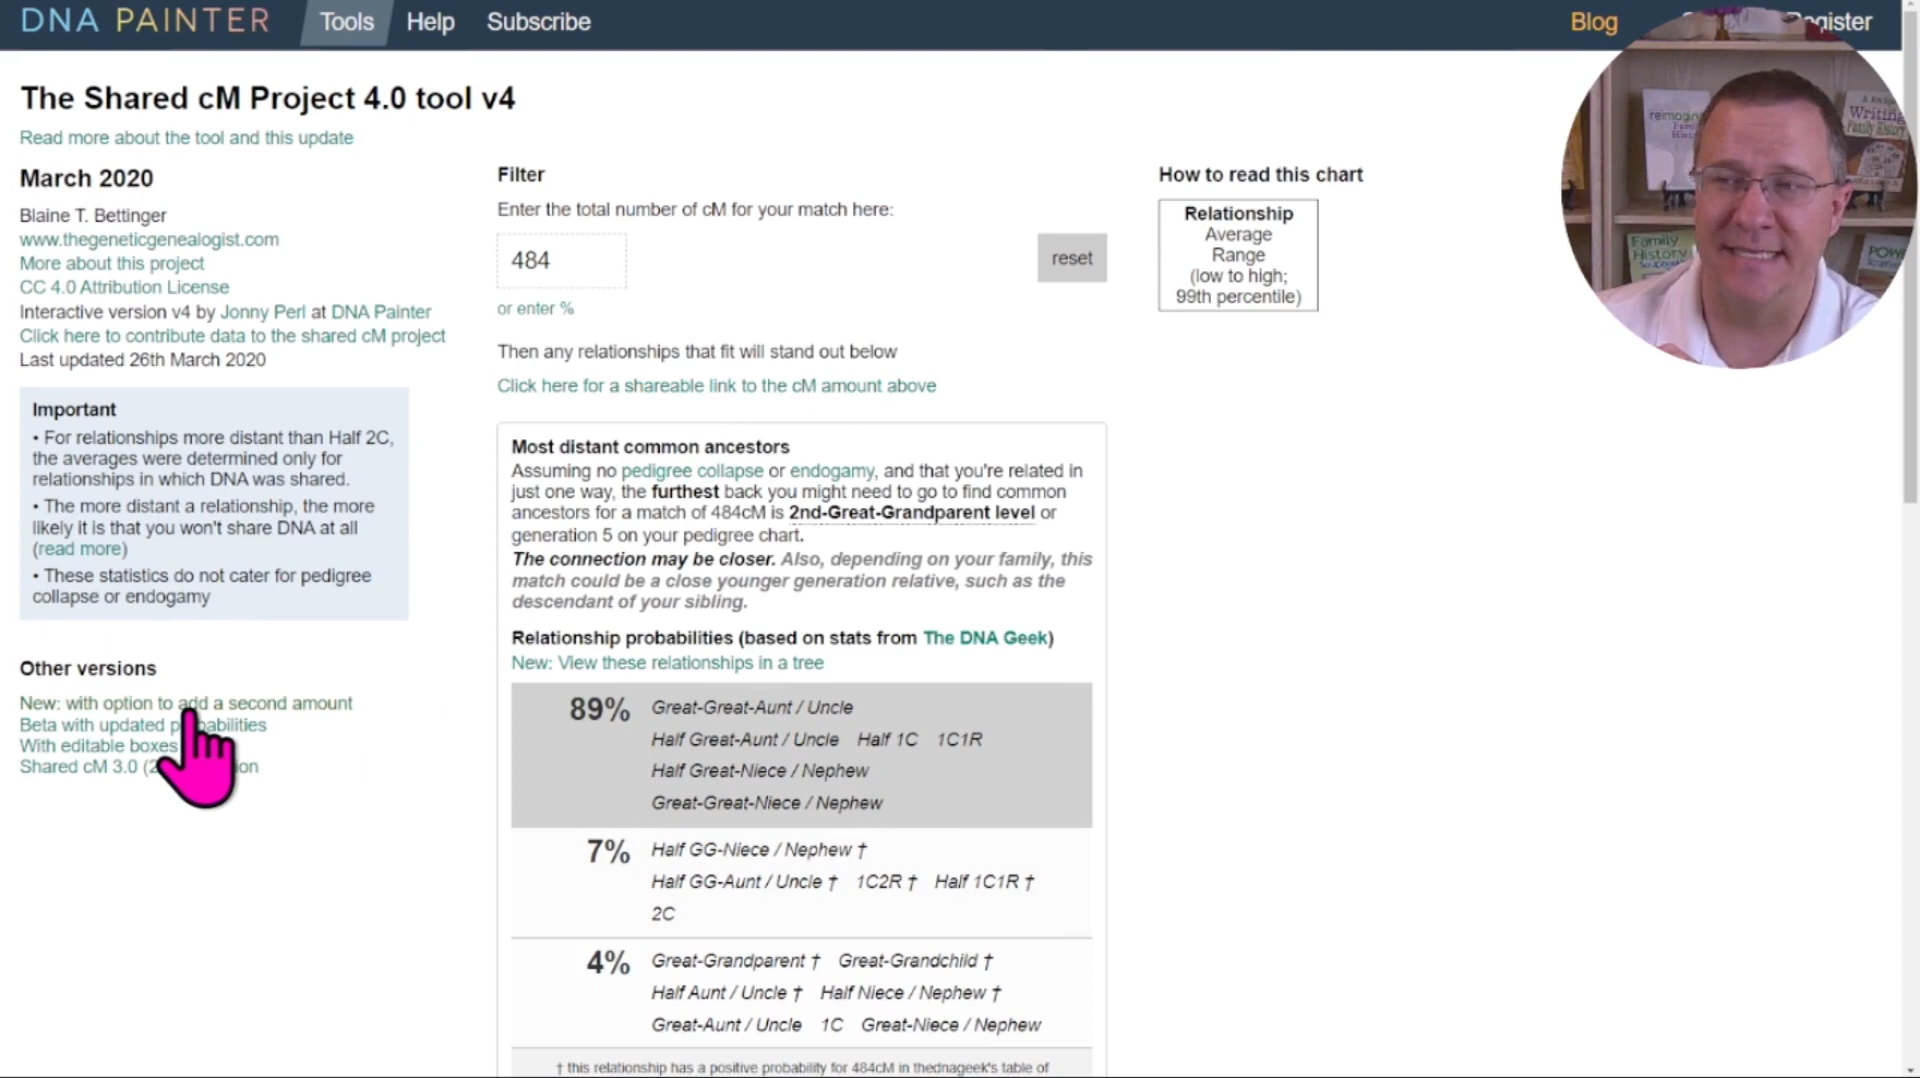 DNA PAINTER Tools Help Subscribe Blog Register
The Shared cM Project 4.0 tool v4
Read more about the tool and this update
March 2020
Blaine T. Bettinger
www.thegeneticgenealogist.com
More about this project
CC 4.0 Attribution License
Interactive version v4 by Jonny Perl at DNA Painter
Click here to contribute data to the shared cM project
Last updated 26th March 2020
Important
• For relationships more distant than Half 2C,
the averages were determined only for
relationships in which DNA was shared.
• The more distant a relationship, the more
likely it is that you won't share DNA at all
(read more)
• These statistics do not cater for pedigree
collapse or endogamy
Other versions
New: with option to add a second amount
Beta with updated
With editable boxes
Shared cM 3.0
Filter
Enter the total number of cM for your match here:
484
reset
or enter %
Then any relationships that fit will stand out below
Click here for a shareable link to the cM amount above
Most distant common ancestors
Assuming no pedigree collapse or endogamy, and that you're related in
just one way, the furthest back you might need to go to find common
ancestors for a match of 484cM is 2nd-Great-Grandparent level or
generation 5 on your pedigree chart.
The connection may be closer. Also, depending on your family, this
match could be a close younger generation relative, such as the
descendant of your sibling.
Relationship probabilities (based on stats from The DNA Geek)
New: View these relationships in a tree
89% Great-Great-Aunt / Uncle
Half Great-Aunt / Uncle Half 1C 1C1R
Half Great-Niece / Nephew
Great-Great-Niece / Nephew
7% Half GG-Niece / Nephew †
Half GG-Aunt / Uncle † 1C2R † Half 1C1R †
2C
4% Great-Grandparent † Great-Grandchild †
Half Aunt / Uncle † Half Niece / Nephew †
Great-Aunt / Uncle 1C Great-Niece / Nephew
† this relationship has a positive probability for 484cM in thednageek's table of
How to read this chart
Relationship
Average
Range
(low to high;
99th percentile)
reimagin
Family
Writing
Family History
Family
History
POW